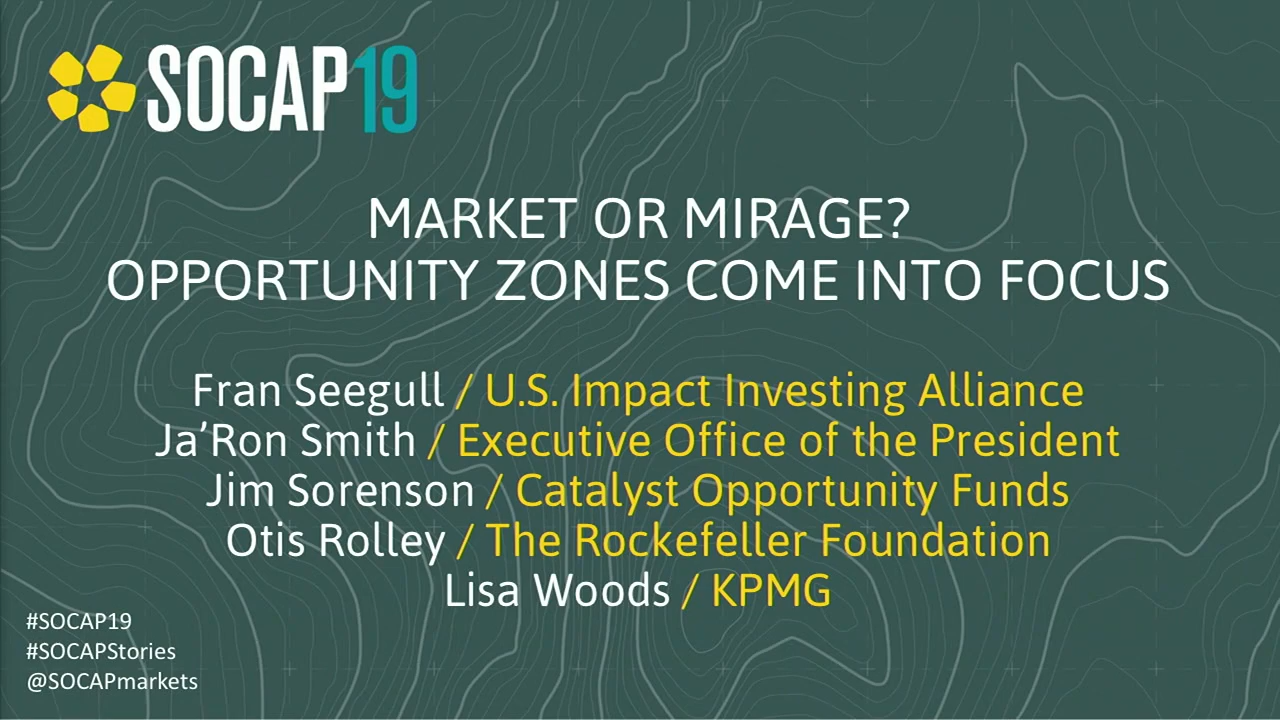 SOCAP19
MARKET OR MIRAGE?
OPPORTUNITY ZONES COME INTO FOCUS
Fran Seegull / U.S. Impact Investing Alliance
Ja’Ron Smith / Executive Office of the President
Jim Sorenson / Catalyst Opportunity Funds
Otis Rolley / The Rockefeller Foundation
Lisa Woods / KPMG
#SOCAP19
#SOCAPStories
@SOCAPmarkets